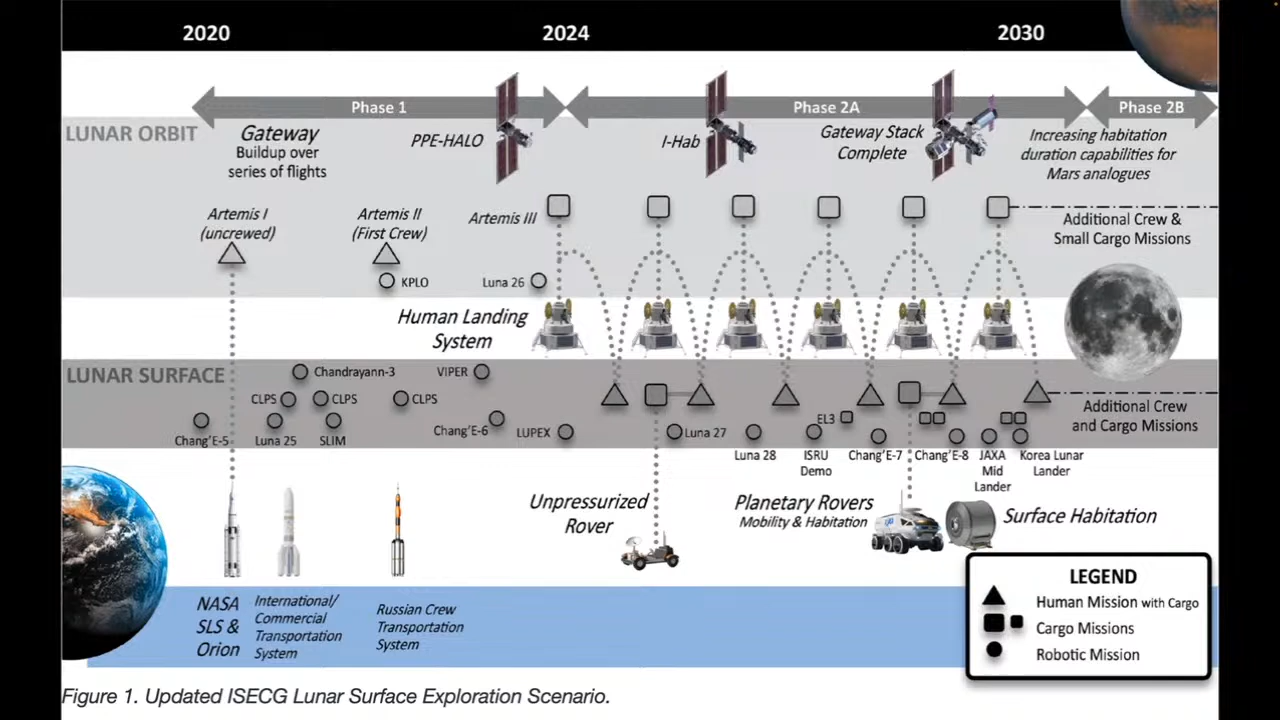 2020
2024
2030
Phase 1
Phase 2A
Phase 2B
LUNAR ORBIT
Gateway
Buildup over
series of flights
PPE-HALO
I-Hab
Gateway Stack
Complete
Increasing habitation
duration capabilities for
Mars analogues
Artemis I
(uncrewed)
Artemis II
(First Crew)
Artemis III
Additional Crew &
Small Cargo Missions
KPLO
Luna 26
Human Landing
System
LUNAR SURFACE
Chandrayann-3
VIPER
CLPS
CLPS
CLPS
Chang'E-5
Luna 25
SLIM
Chang'E-6
LUPEX
Luna 27
EL3
Additional Crew
and Cargo Missions
Luna 28
ISRU
Demo
Chang'E-7
Chang'E-8
JAXA
Mid
Lander
Korea Lunar
Lander
Unpressurized
Rover
Planetary Rovers
Mobility & Habitation
Surface Habitation
NASA
SLS &
Orion
International/
Commercial
Transportation
System
Russian Crew
Transportation
System
LEGEND
Human Mission with Cargo
Cargo Missions
Robotic Mission
Figure 1. Updated ISECG Lunar Surface Exploration Scenario.